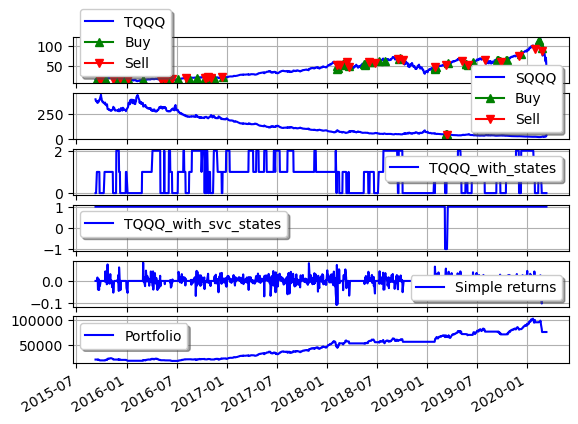 TQQQ
Buy
Sell
100
50
SQQQ
Buy
Sell
250
0
2
0
TQQQ_with_states
1
−1
TQQQ_with_svc_states
0.0
−0.1
Simple returns
100000
50000
Portfolio
2015-07
2016-01
2016-07
2017-01
2017-07
2018-01
2018-07
2019-01
2019-07
2020-01